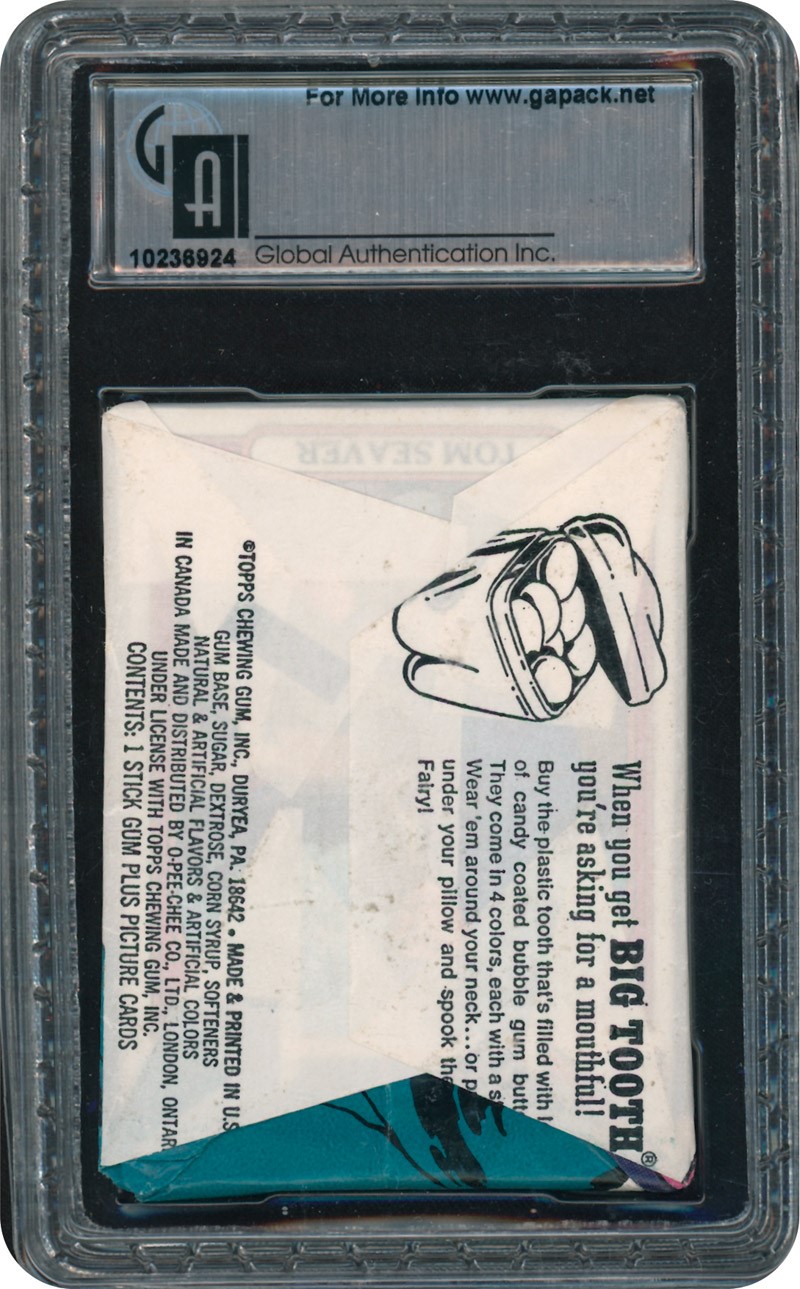 For More Info www.gapack.net
GA
10236924
Global Authentication Inc.
TOM SEAVER
When you get BIG TOOTH®
you're asking for a mouthful!
Buy the plastic tooth that's filled with
of candy coated bubble gum
They come in 4 colors, each with a
Wear 'em around your neck...or
under your pillow and spook the
Fairy!
©TOPPS CHEWING GUM, INC., DURYEA, PA. 18642 • MADE & PRINTED IN U.S
GUM BASE, SUGAR, DEXTROSE, CORN SYRUP, SOFTENERS
NATURAL & ARTIFICIAL FLAVORS & ARTIFICIAL COLORS
IN CANADA MADE AND DISTRIBUTED BY O-PEE-CHEE CO., LTD., LONDON, ONTAR
UNDER LICENSE WITH TOPPS CHEWING GUM, INC.
CONTENTS: 1 STICK GUM PLUS PICTURE CARDS